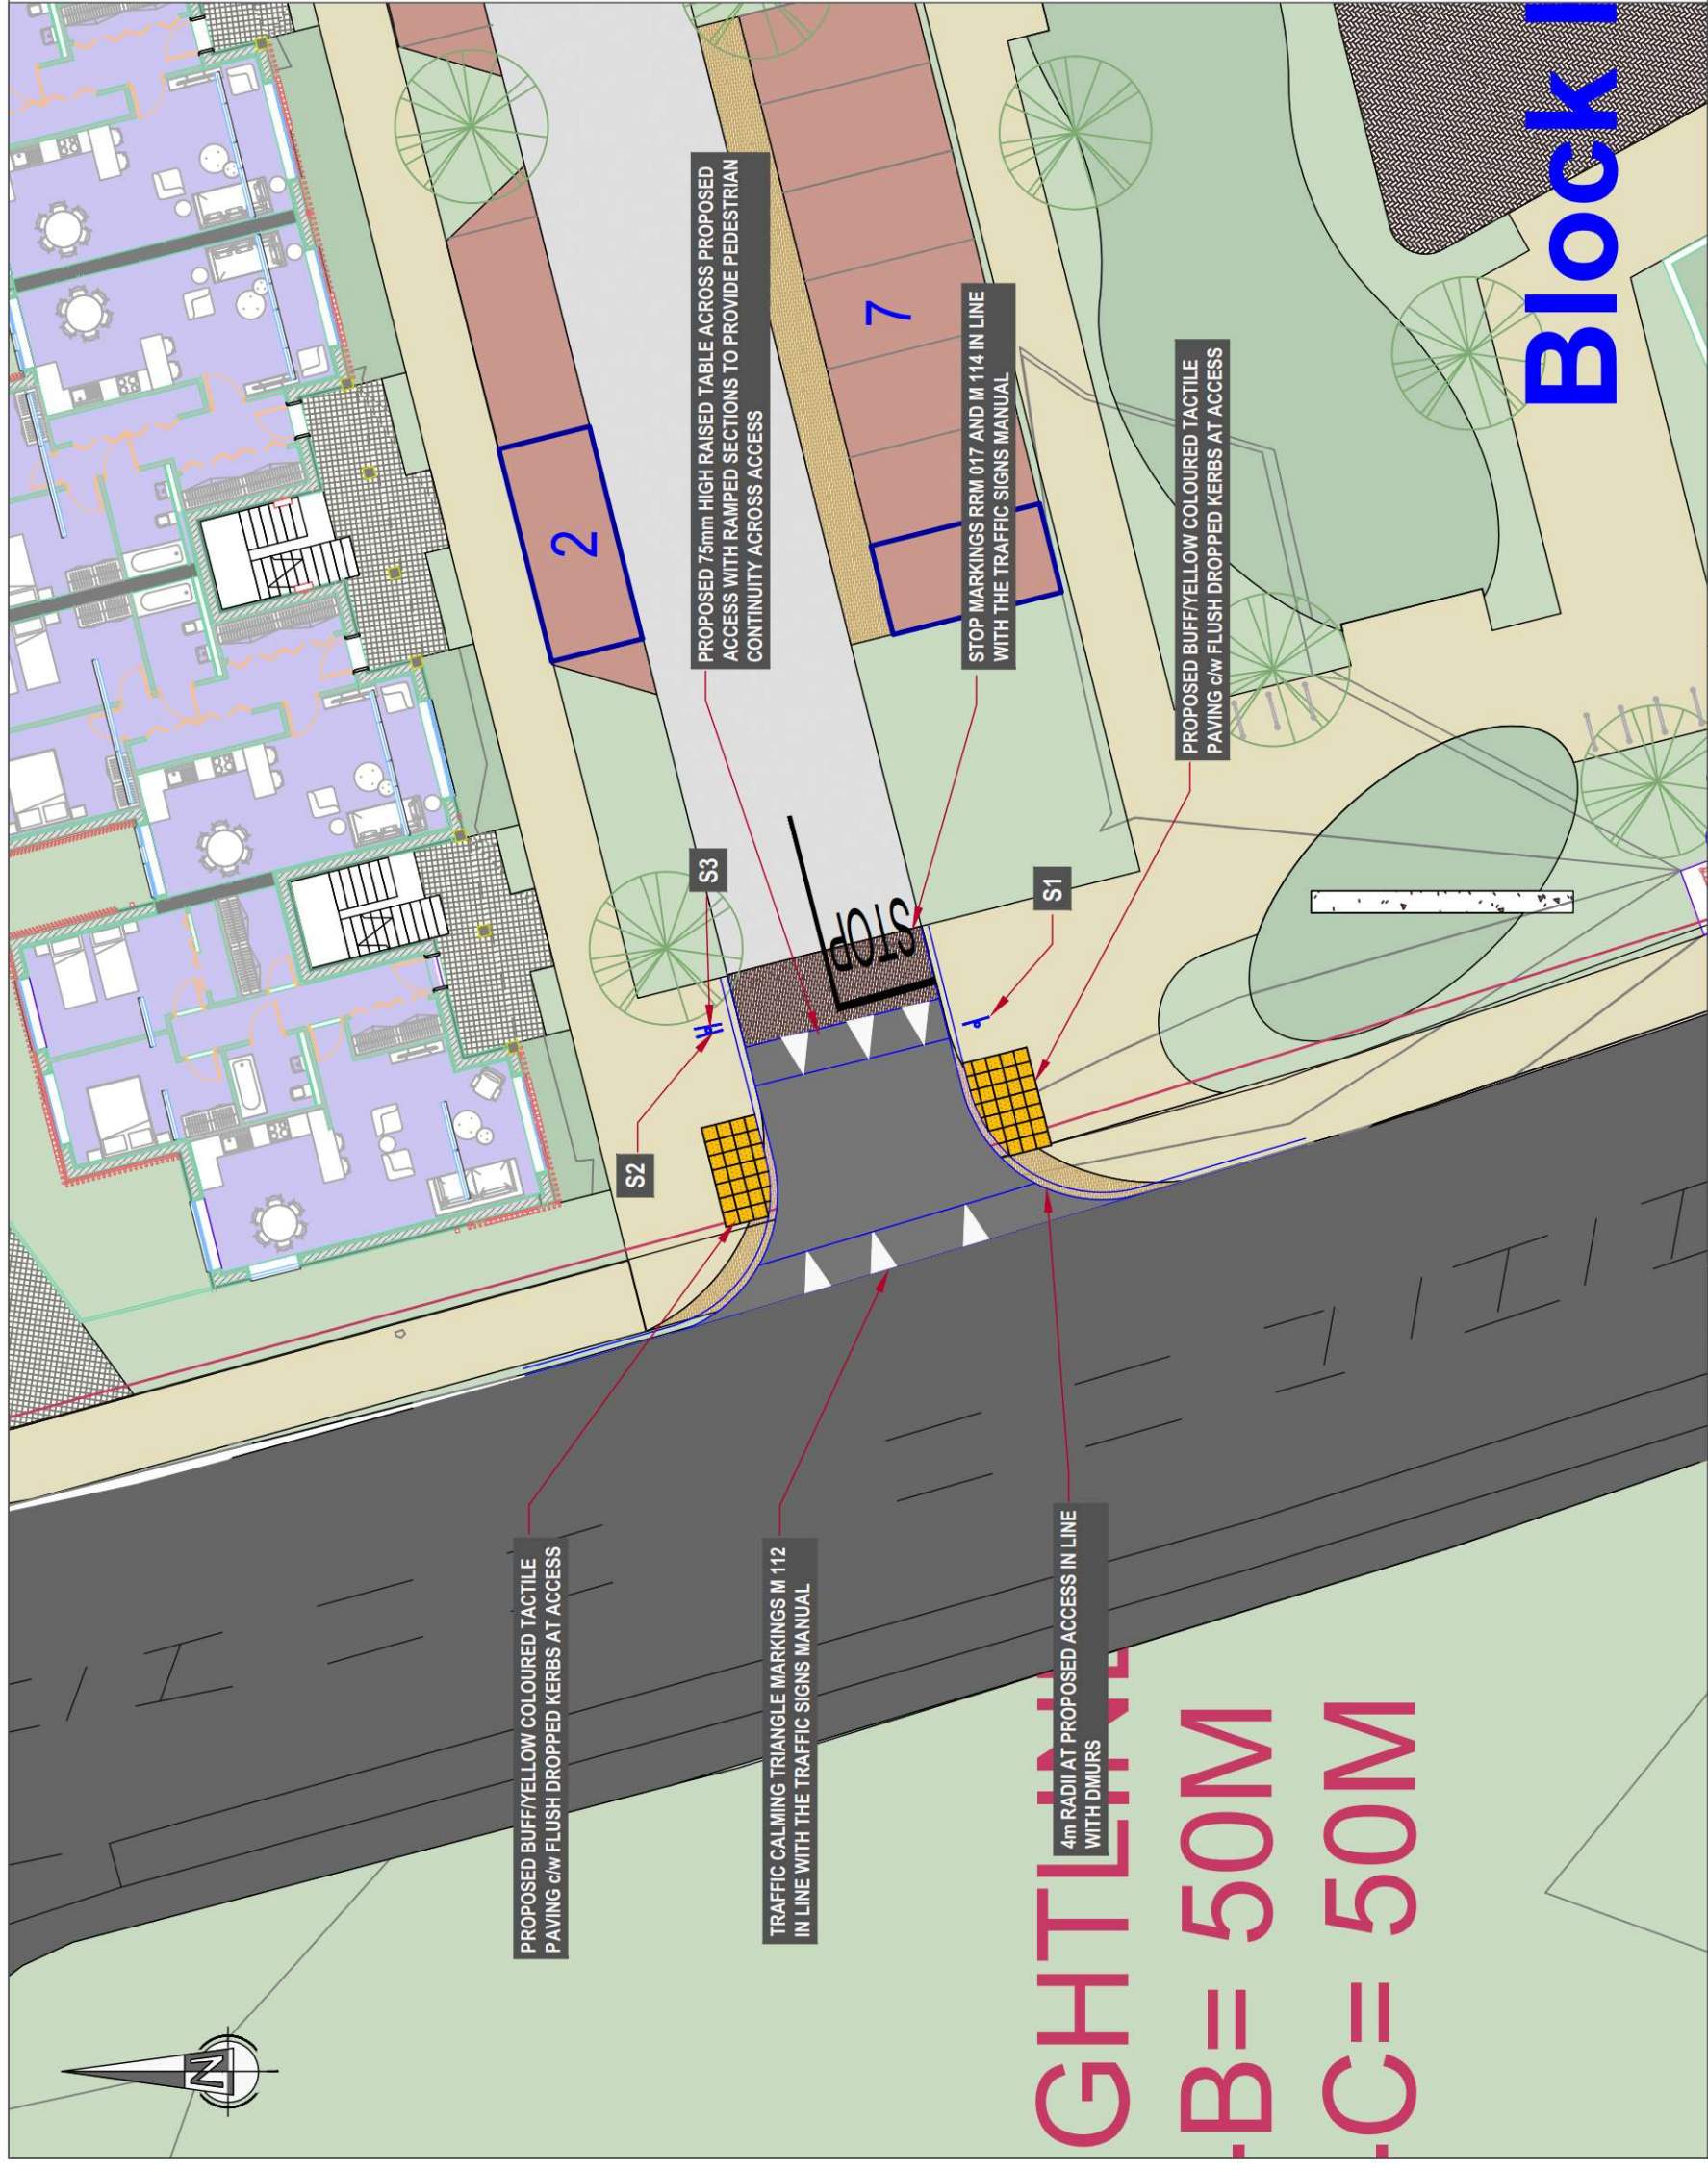 PROPOSED BUFF/YELLOW COLOURED TACTILE
PAVING c/w FLUSH DROPPED KERBS AT ACCESS
S2
2
PROPOSED 75mm HIGH RAISED TABLE ACROSS PROPOSED
ACCESS WITH RAMPED SECTIONS TO PROVIDE PEDESTRIAN
CONTINUITY ACROSS ACCESS
S3
TRAFFIC CALMING TRIANGLE MARKINGS M 112
IN LINE WITH THE TRAFFIC SIGNS MANUAL
STOP
7
STOP MARKINGS RRM 017 AND M 114 IN LINE
WITH THE TRAFFIC SIGNS MANUAL
S1
4m RADII AT PROPOSED ACCESS IN LINE
WITH DMURS
PROPOSED BUFF/YELLOW COLOURED TACTILE
PAVING c/w FLUSH DROPPED KERBS AT ACCESS
GHTLINE
-B= 50M
-C= 50M
Block
N